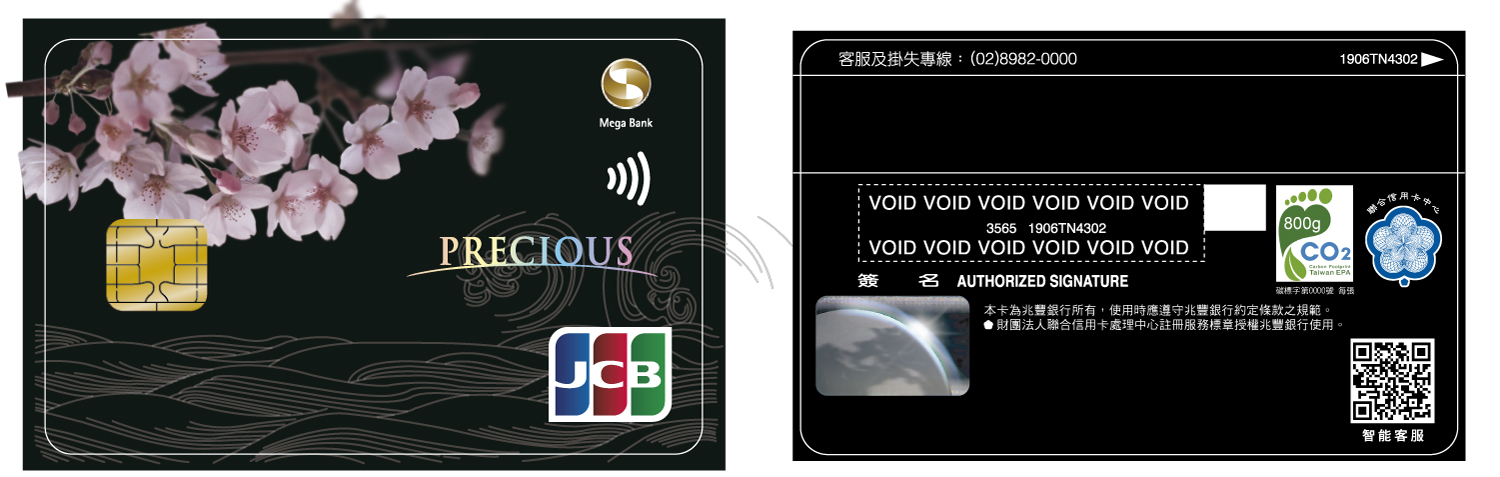 Mega Bank
PRECIOUS
JCB
客服及掛失專線：(02)8982-0000
1906TN4302
VOID VOID VOID VOID VOID VOID
3565 1906TN4302
VOID VOID VOID VOID VOID VOID
800g
CO2
Carbon Footprint
Taiwan EPA
碳標字第0000號 每張
聯合信用卡中心
簽 名 AUTHORIZED SIGNATURE
本卡為兆豐銀行所有，使用時應遵守兆豐銀行約定條款之規範。
財團法人聯合信用卡處理中心註冊服務標章授權兆豐銀行使用。
智能客服